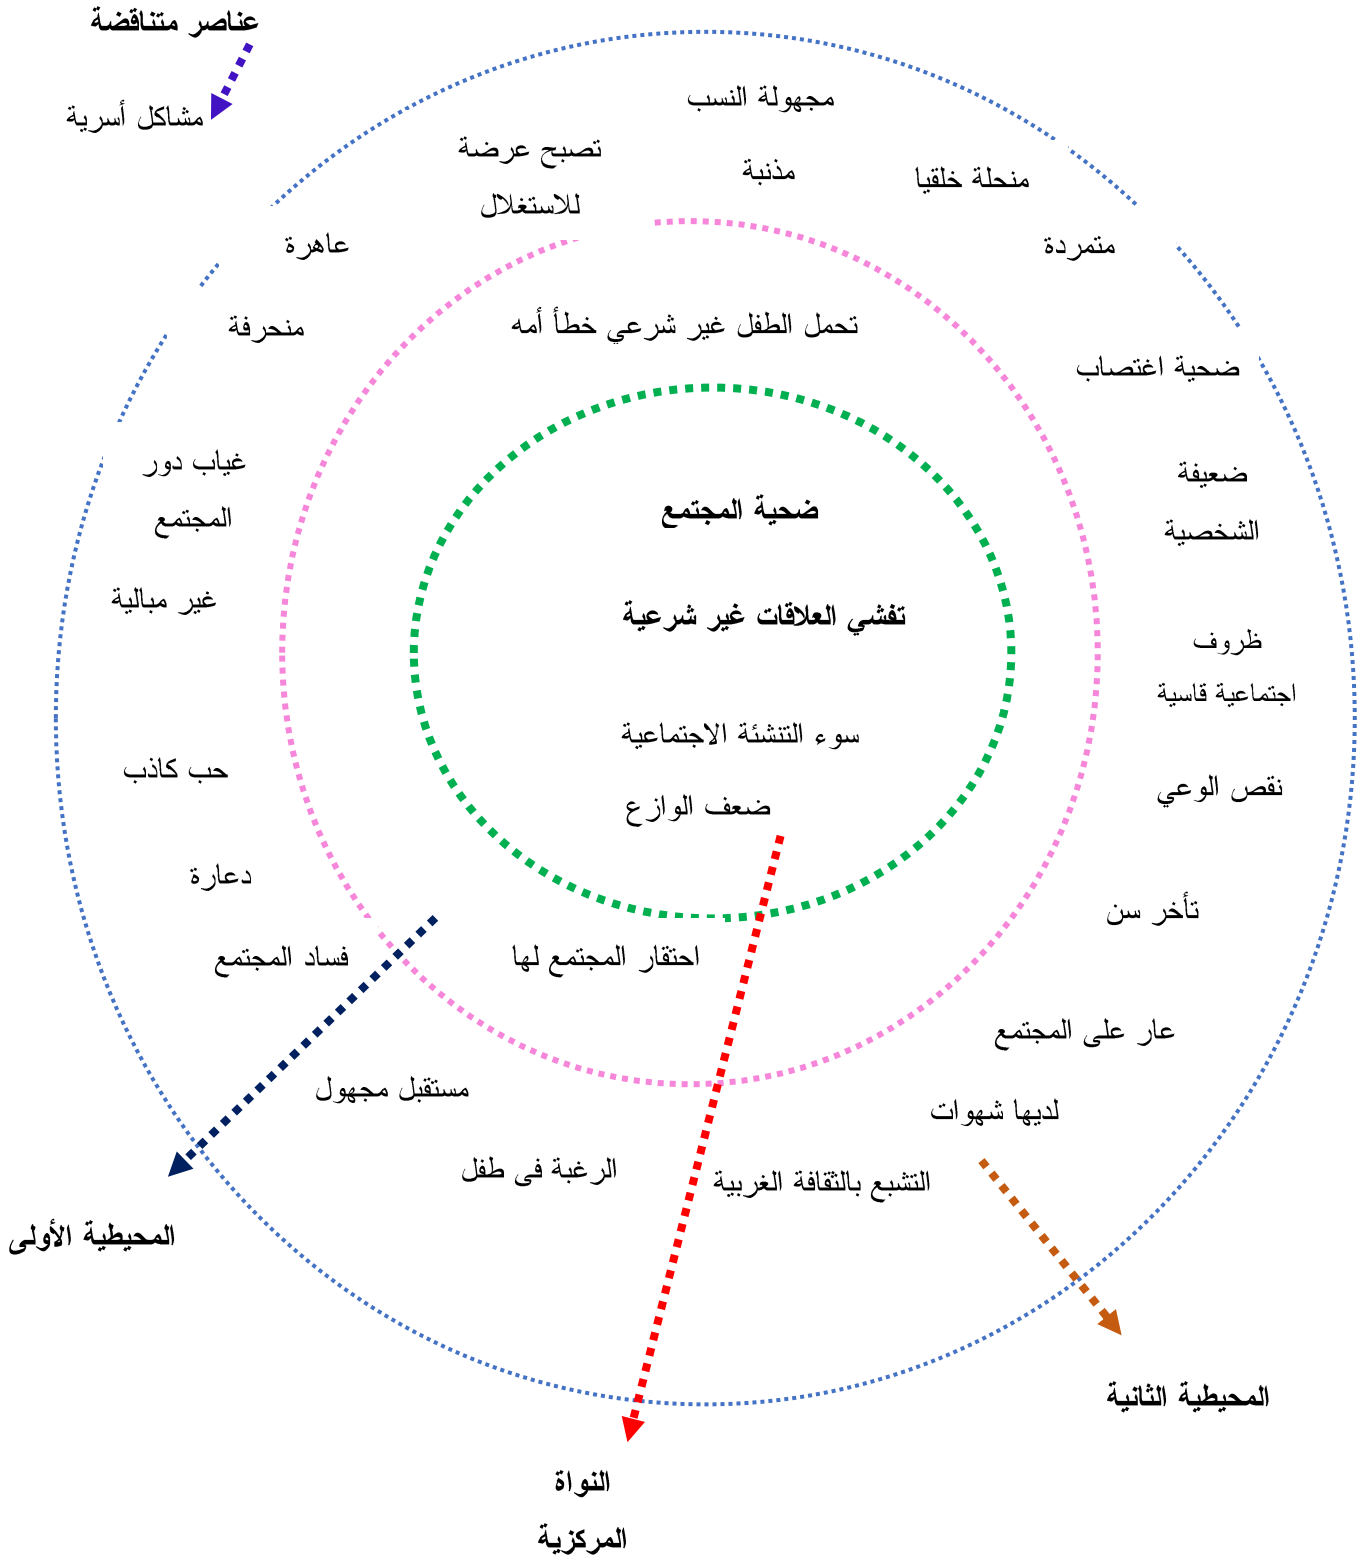 عناصر متناقضة
مشاكل أسرية
مجهولة النسب
تصبح عرضة
للاستغلال
مذنبة
منحلة خلقيا
عاهرة
متمردة
منحرفة
تحمل الطفل غير شرعي خطأ أمه
ضحية اغتصاب
غياب دور
المجتمع
ضعيفة
الشخصية
ضحية المجتمع
غير مبالية
تفشي العلاقات غير شرعية
ظروف
اجتماعية قاسية
سوء التنشئة الاجتماعية
حب كاذب
نقص الوعي
ضعف الوازع
دعارة
تأخر سن
فساد المجتمع
احتقار المجتمع لها
عار على المجتمع
مستقبل مجهول
لديها شهوات
الرغبة فى طفل
التشبع بالثقافة الغربية
المحيطية الأولى
المحيطية الثانية
النواة
المركزية